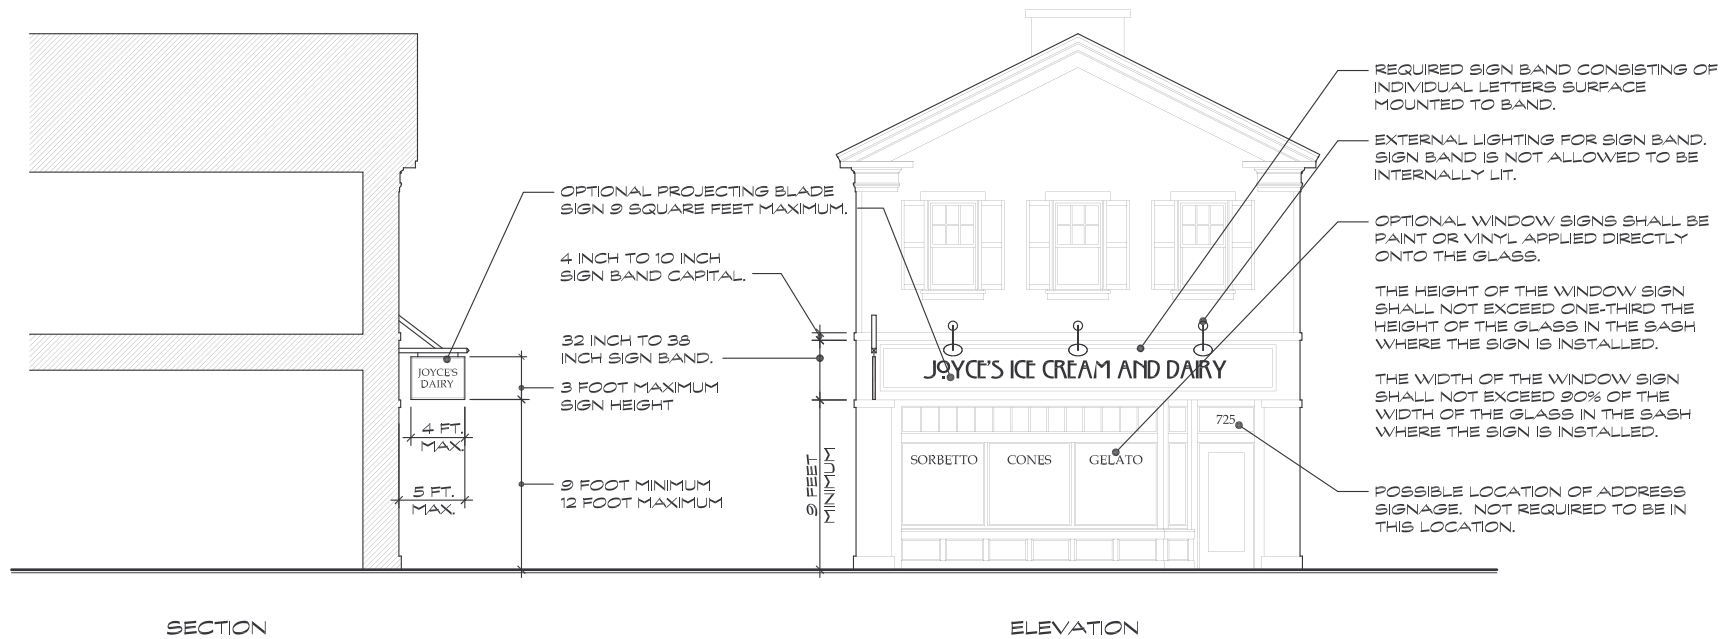 OPTIONAL PROJECTING BLADE
SIGN 9 SQUARE FEET MAXIMUM.
4 INCH TO 10 INCH
SIGN BAND CAPITAL.
32 INCH TO 38
INCH SIGN BAND.
3 FOOT MAXIMUM
SIGN HEIGHT
9 FOOT MINIMUM
12 FOOT MAXIMUM
JOYCE'S
DAIRY
4 FT.
MAX.
5 FT.
MAX.
SECTION
9 FEET
MINIMUM
JOYCE'S ICE CREAM AND DAIRY
725
SORBETTO
CONES
GELATO
ELEVATION
REQUIRED SIGN BAND CONSISTING OF
INDIVIDUAL LETTERS SURFACE
MOUNTED TO BAND.
EXTERNAL LIGHTING FOR SIGN BAND.
SIGN BAND IS NOT ALLOWED TO BE
INTERNALLY LIT.
OPTIONAL WINDOW SIGNS SHALL BE
PAINT OR VINYL APPLIED DIRECTLY
ONTO THE GLASS.
THE HEIGHT OF THE WINDOW SIGN
SHALL NOT EXCEED ONE-THIRD THE
HEIGHT OF THE GLASS IN THE SASH
WHERE THE SIGN IS INSTALLED.
THE WIDTH OF THE WINDOW SIGN
SHALL NOT EXCEED 90% OF THE
WIDTH OF THE GLASS IN THE SASH
WHERE THE SIGN IS INSTALLED.
POSSIBLE LOCATION OF ADDRESS
SIGNAGE. NOT REQUIRED TO BE IN
THIS LOCATION.